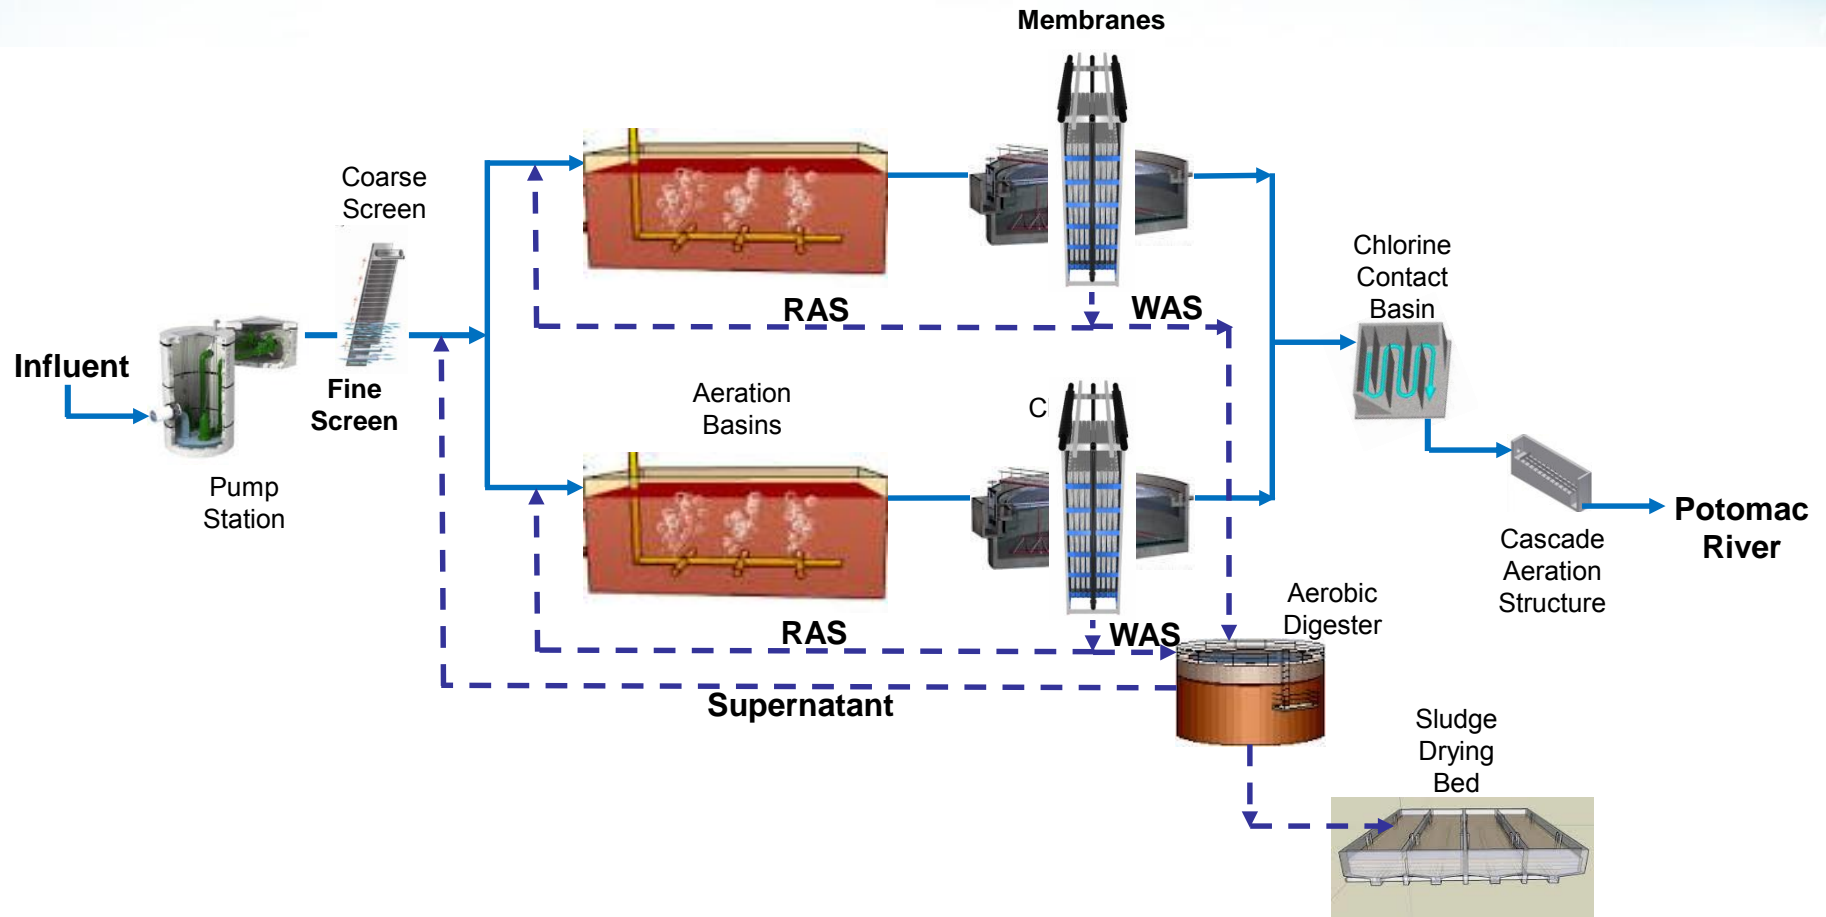 Membranes
Coarse
Screen
Influent
Fine
Screen
Pump
Station
RAS
WAS
Aeration
Basins
RAS
WAS
Supernatant
Chlorine
Contact
Basin
Cascade
Aeration
Structure
Potomac
River
Aerobic
Digester
Sludge
Drying
Bed